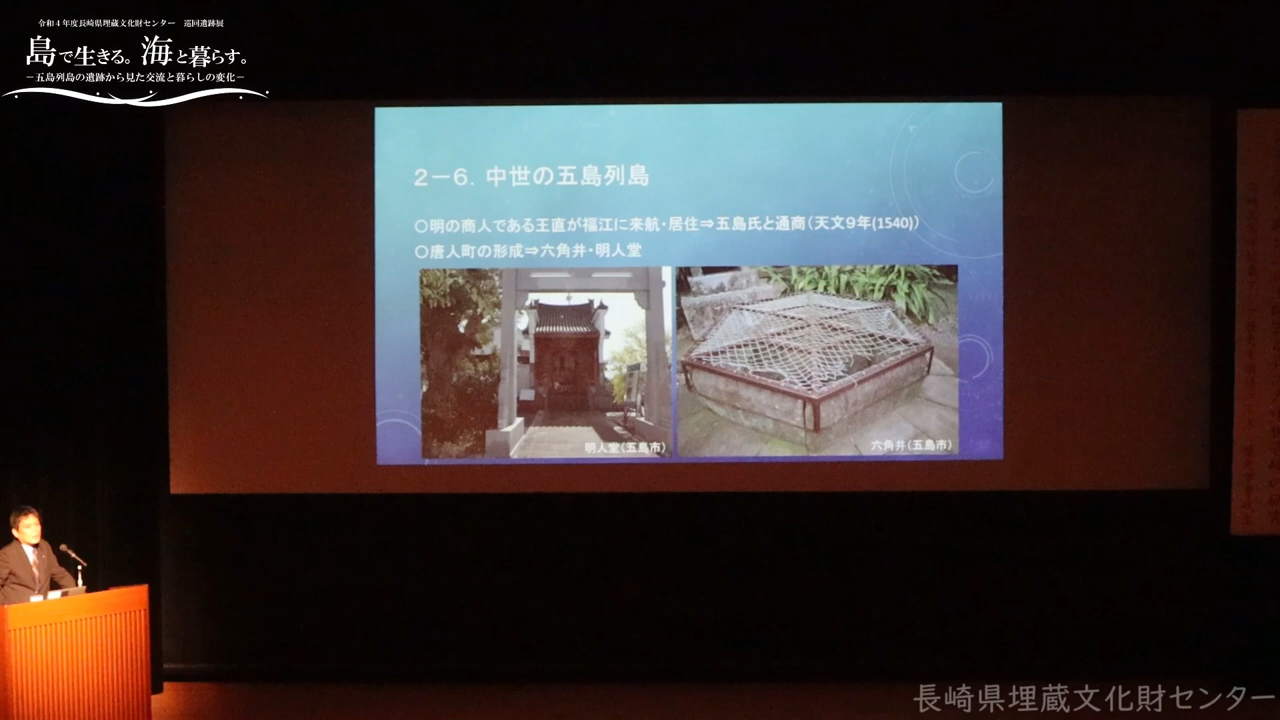 令和4年度長崎県埋蔵文化財センター 巡回遺跡展
島で生きる。海と暮らす。
−五島列島の遺跡から見た交流と暮らしの変化−
2−6. 中世の五島列島
○明の商人である王直が福江に来航・居住⇒五島氏と通商（天文9年(1540)）
○唐人町の形成⇒六角井・明人堂
明人堂（五島市）
六角井（五島市）
長崎県埋蔵文化財センター